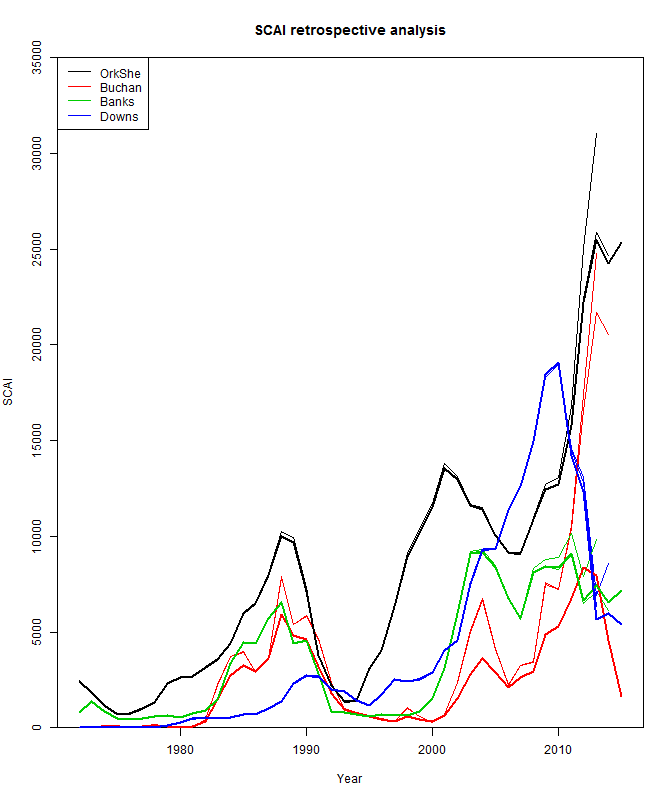 SCAI retrospective analysis
OrkShe
Buchan
Banks
Downs
35000
30000
25000
20000
15000
10000
5000
0
SCAI
1980 1990 2000 2010
Year